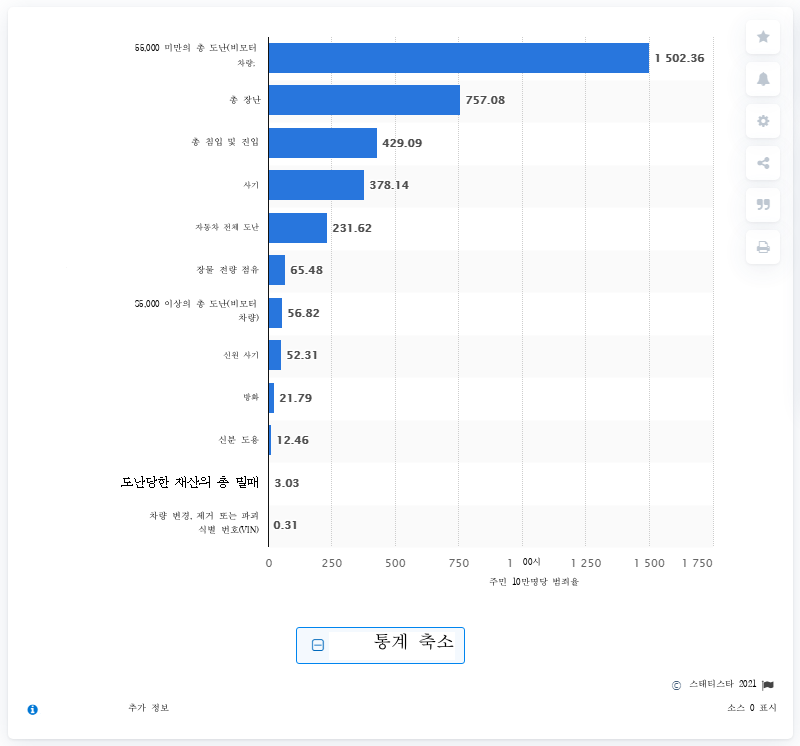 $5,000 미만의 총 도난(비모터
차량.
1 502.36
총 장난
757.08
총 침입 및 진입
429.09
사기
378.14
자동차 전체 도난
231.62
장물 전량 점유
65.48
$5,000 이상의 총 도난(비모터
차량)
56.82
신원 사기
52.31
방화
21.79
신분 도용
12.46
도난당한 재산의 총 밀매
3.03
차량 변경, 제거 또는 파괴
식별 번호(VIN)
0.31
0 250 500 750 1 00시 1 250 1 500 1 750
주민 10만명당 범죄율
통계 축소
© 스태티스타 2021
추가 정보
소스 0 표시